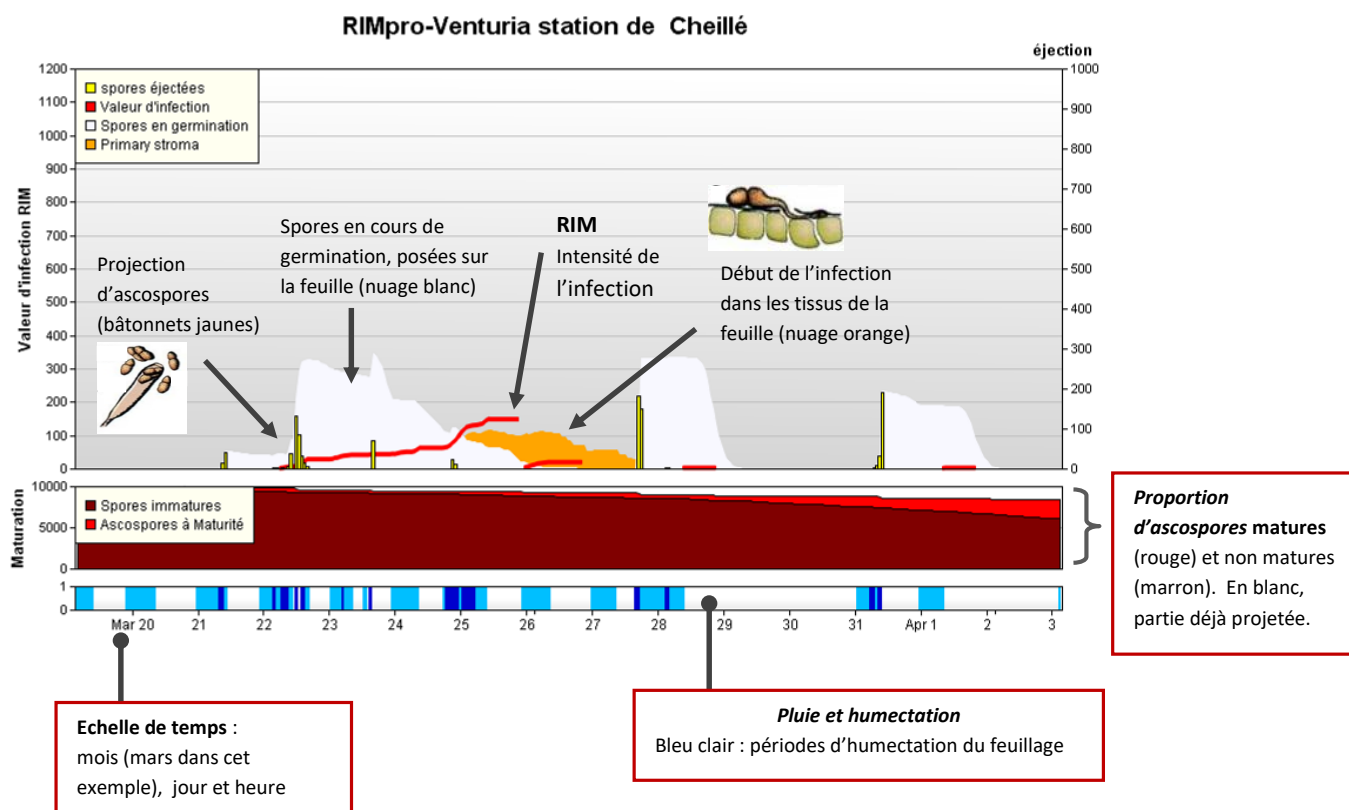 RIMpro-Venturia station de Cheillé
éjection
1200
1100
1000
900
800
700
600
500
400
300
200
100
0
Valeur d'infection RIM
spores éjectées
Valeur d'infection
Spores en germination
Primary stroma
1000
900
800
700
600
500
400
300
200
100
0
Projection
d'ascospores
(bâtonnets jaunes)
Spores en cours de
germination, posées sur
la feuille (nuage blanc)
RIM
Intensité de
l'infection
Début de l'infection
dans les tissus de la
feuille (nuage orange)
10000
5000
0
Maturation
Spores immatures
Ascospores à Maturité
1
0
Mar 20 21 22 23 24 25 26 27 28 29 30 31 Apr 1 2 3
Proportion
d'ascospores matures
(rouge) et non matures
(marron). En blanc,
partie déjà projetée.
Echelle de temps :
mois (mars dans cet
exemple), jour et heure
Pluie et humectation
Bleu clair : périodes d'humectation du feuillage